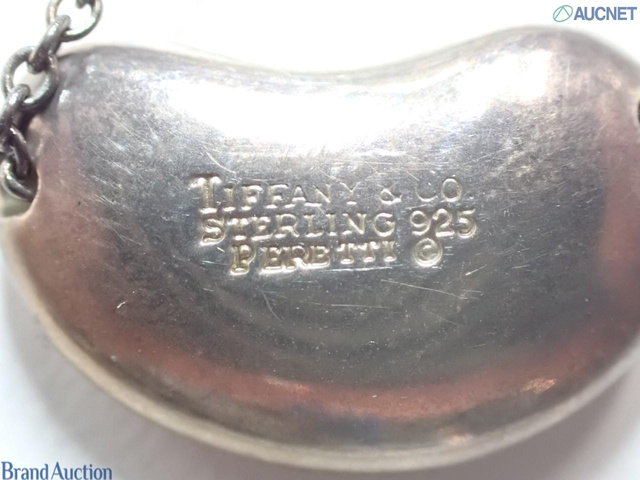 AUCNET
TIFFANY & CO
STERLING 925
PERETTI ©
Brand Auction